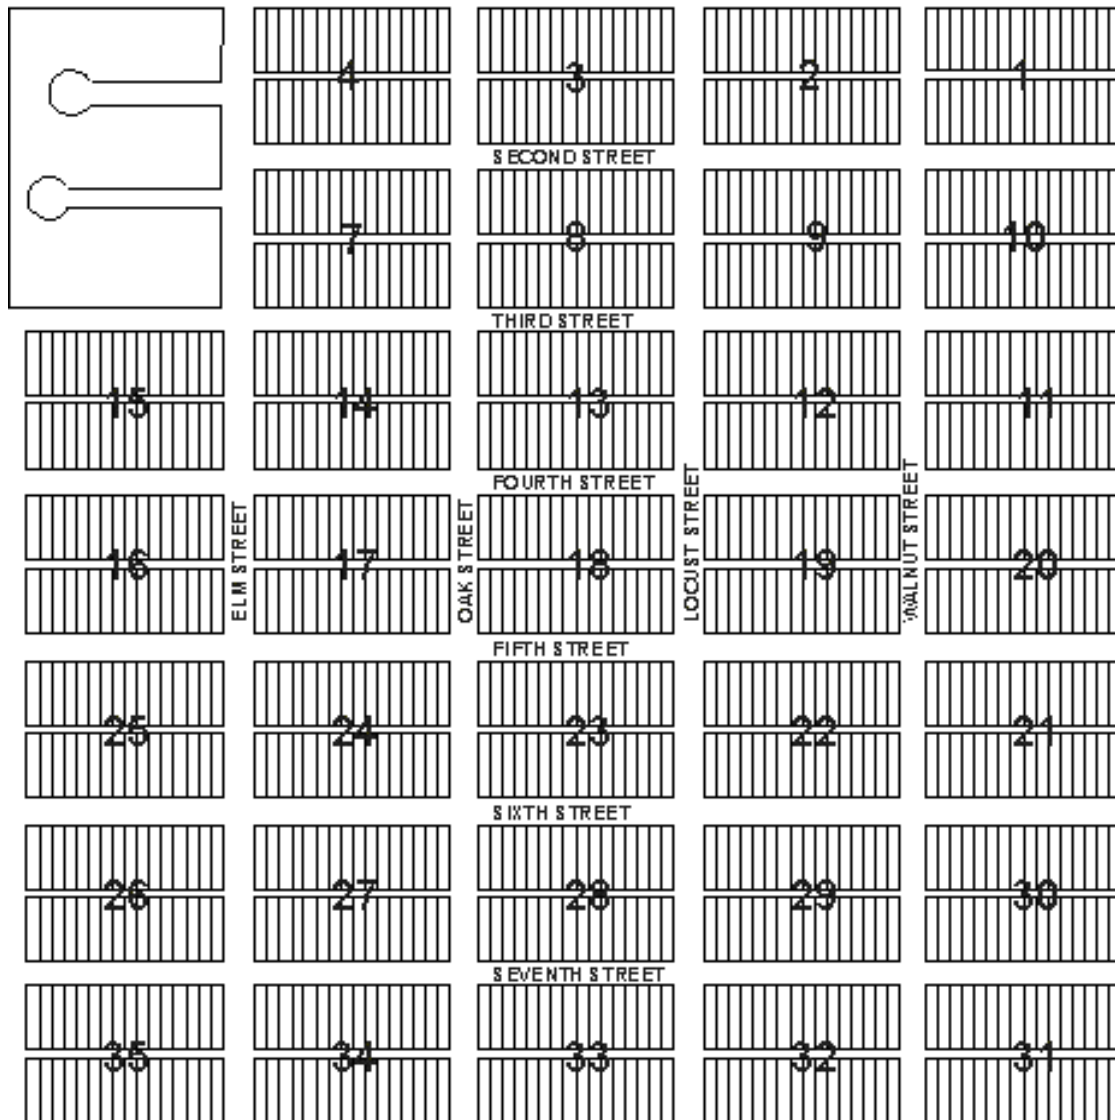 4 3 2 1
SECOND STREET
7 8 9 10
THIRD STREET
15 14 13 12 11
FOURTH STREET
ELM STREET
OAK STREET
LOCUST STREET
WALNUT STREET
16 17 18 19 20
FIFTH STREET
25 24 23 22 21
SIXTH STREET
26 27 28 29 30
SEVENTH STREET
35 34 33 32 31